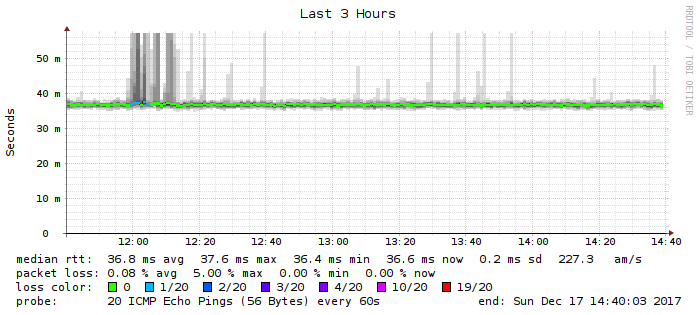 Last 3 Hours
RRDTOOL / TOBI OETIKER
Seconds
50 m
40 m
30 m
20 m
10 m
0
12:00 12:20 12:40 13:00 13:20 13:40 14:00 14:20 14:40
median rtt: 36.8 ms avg 37.6 ms max 36.4 ms min 36.6 ms now 0.2 ms sd 227.3 am/s
packet loss: 0.08 % avg 5.00 % max 0.00 % min 0.00 % now
loss color: 0 1/20 2/20 3/20 4/20 10/20 19/20
probe: 20 ICMP Echo Pings (56 Bytes) every 60s end: Sun Dec 17 14:40:03 2017